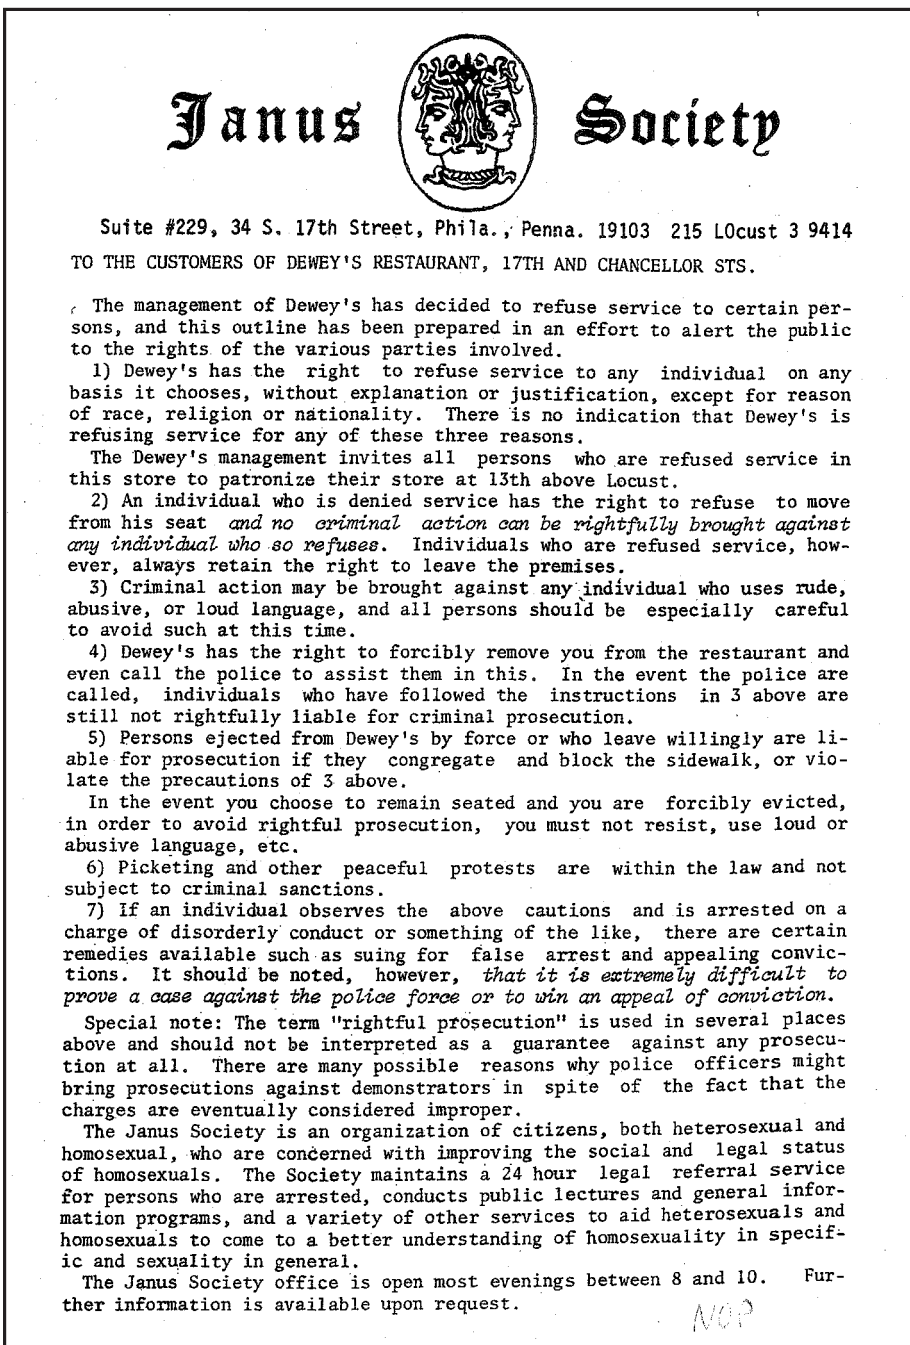 Janus Society
Suite #229, 34 S. 17th Street, Phila., Penna. 19103 215 LOcust 3 9414
TO THE CUSTOMERS OF DEWEY'S RESTAURANT, 17TH AND CHANCELLOR STS.
The management of Dewey's has decided to refuse service to certain per-
sons, and this outline has been prepared in an effort to alert the public
to the rights of the various parties involved.
1) Dewey's has the right to refuse service to any individual on any
basis it chooses, without explanation or justification, except for reason
of race, religion or nationality. There is no indication that Dewey's is
refusing service for any of these three reasons.
The Dewey's management invites all persons who are refused service in
this store to patronize their store at 13th above Locust.
2) An individual who is denied service has the right to refuse to move
from his seat and no criminal action can be rightfully brought against
any individual who so refuses. Individuals who are refused service, how-
ever, always retain the right to leave the premises.
3) Criminal action may be brought against any individual who uses rude,
abusive, or loud language, and all persons should be especially careful
to avoid such at this time.
4) Dewey's has the right to forcibly remove you from the restaurant and
even call the police to assist them in this. In the event the police are
called, individuals who have followed the instructions in 3 above are
still not rightfully liable for criminal prosecution.
5) Persons ejected from Dewey's by force or who leave willingly are li-
able for prosecution if they congregate and block the sidewalk, or vio-
late the precautions of 3 above.
In the event you choose to remain seated and you are forcibly evicted,
in order to avoid rightful prosecution, you must not resist, use loud or
abusive language, etc.
6) Picketing and other peaceful protests are within the law and not
subject to criminal sanctions.
7) If an individual observes the above cautions and is arrested on a
charge of disorderly conduct or something of the like, there are certain
remedies available such as suing for false arrest and appealing convic-
tions. It should be noted, however, that it is extremely difficult to
prove a case against the police force or to win an appeal of conviction.
Special note: The term "rightful prosecution" is used in several places
above and should not be interpreted as a guarantee against any prosecu-
tion at all. There are many possible reasons why police officers might
bring prosecutions against demonstrators in spite of the fact that the
charges are eventually considered improper.
The Janus Society is an organization of citizens, both heterosexual and
homosexual, who are concerned with improving the social and legal status
of homosexuals. The Society maintains a 24 hour legal referral service
for persons who are arrested, conducts public lectures and general infor-
mation programs, and a variety of other services to aid heterosexuals and
homosexuals to come to a better understanding of homosexuality in specif-
ic and sexuality in general.
The Janus Society office is open most evenings between 8 and 10. Fur-
ther information is available upon request.
NOP